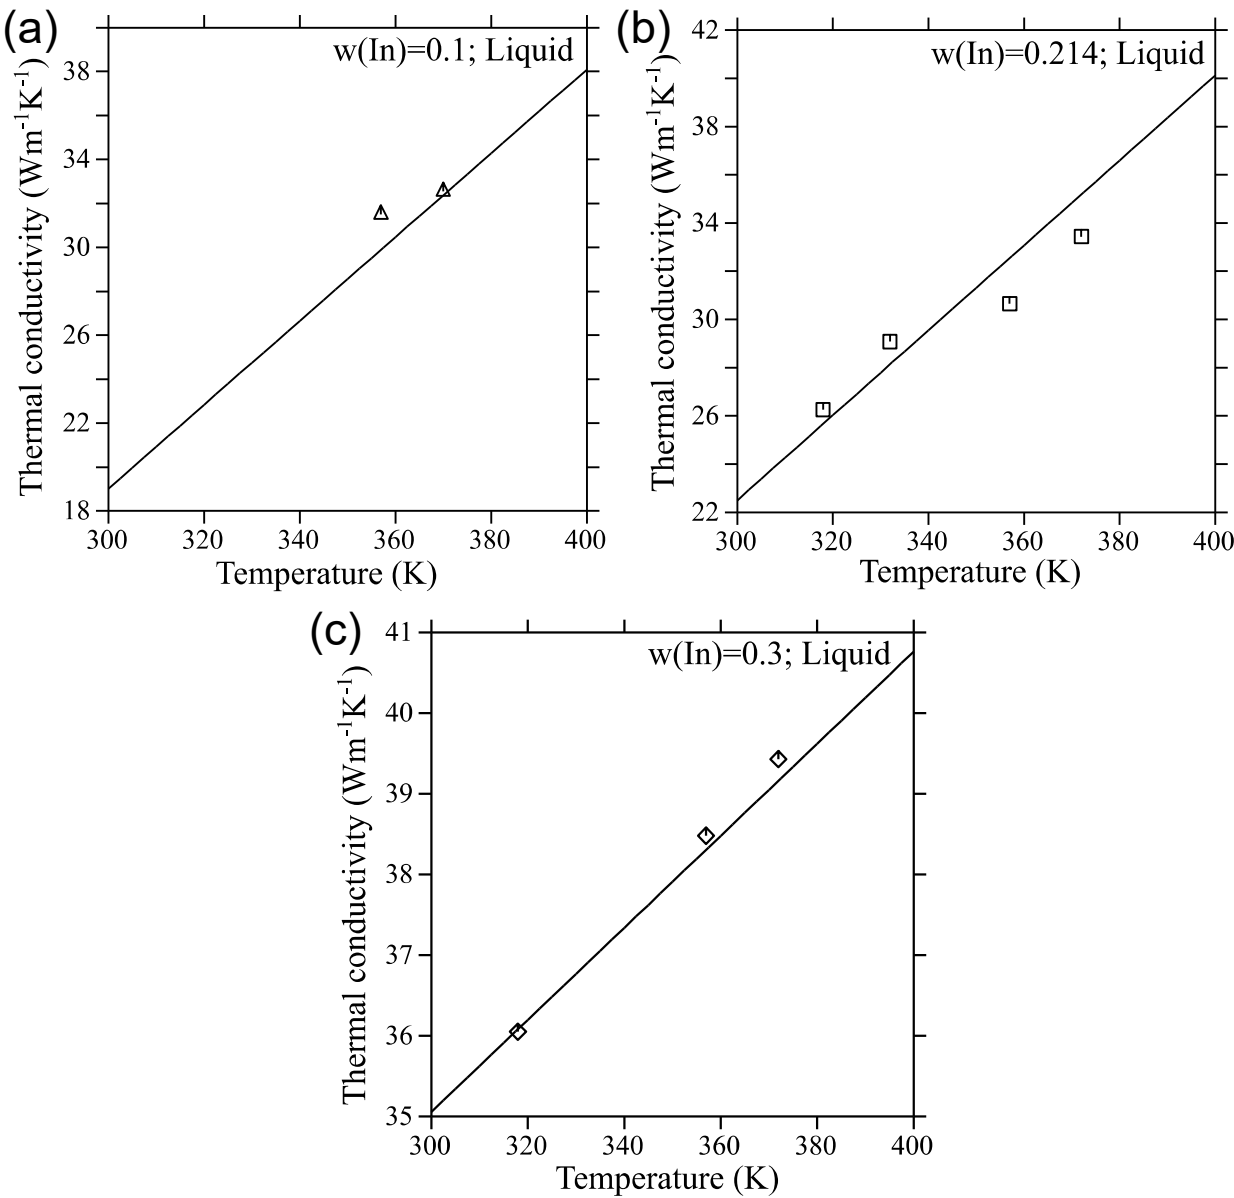 (a)
w(In)=0.1; Liquid
Thermal conductivity (Wm⁻¹K⁻¹)
38
34
30
26
22
18
300 320 340 360 380 400
Temperature (K)
(b)
w(In)=0.214; Liquid
Thermal conductivity (Wm⁻¹K⁻¹)
42
38
34
30
26
22
300 320 340 360 380 400
Temperature (K)
(c)
w(In)=0.3; Liquid
Thermal conductivity (Wm⁻¹K⁻¹)
41
40
39
38
37
36
35
300 320 340 360 380 400
Temperature (K)